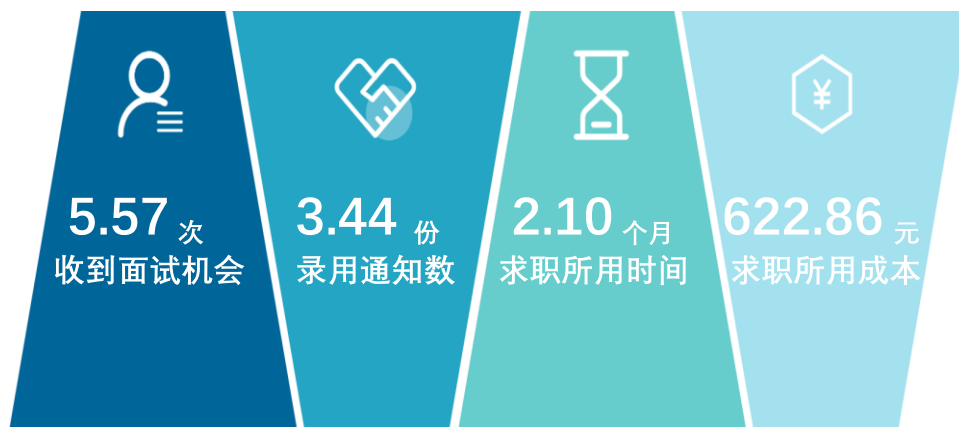 5.57 次
收到面试机会
3.44 份
录用通知数
2.10 个月
求职所用时间
¥
622.86 元
求职所用成本